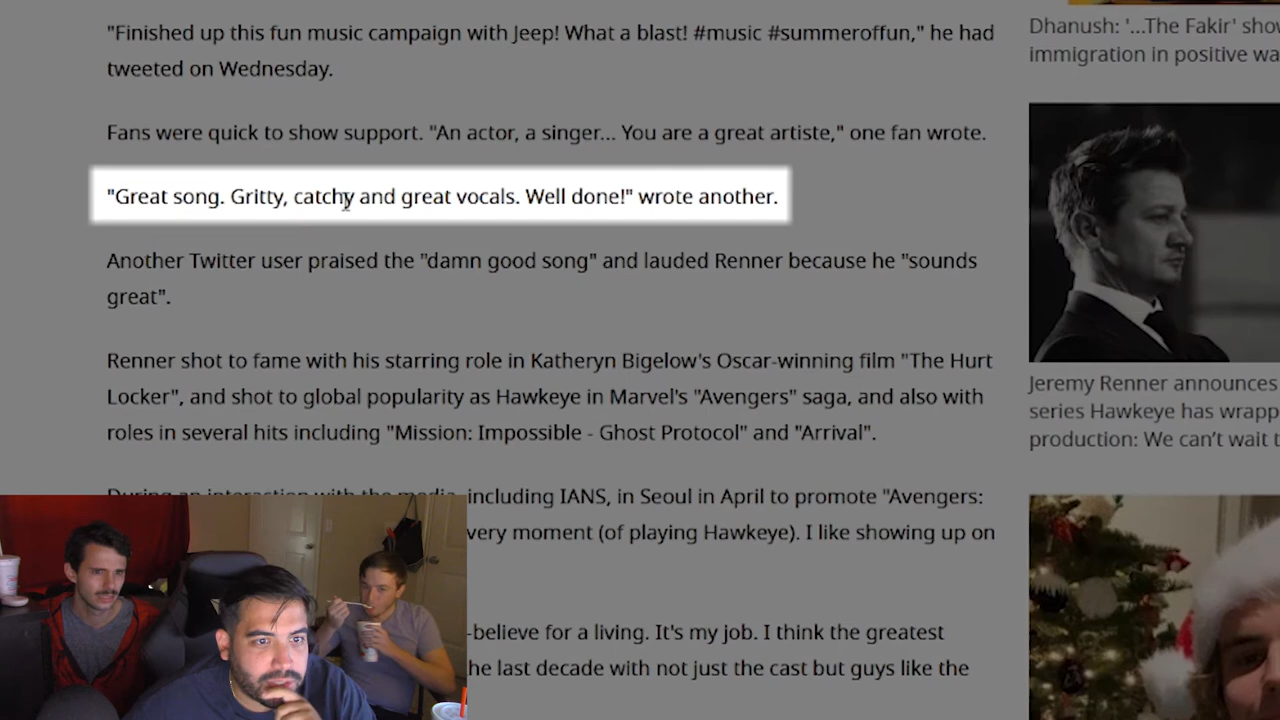 "Finished up this fun music campaign with Jeep! What a blast! #music #summeroffun," he had
tweeted on Wednesday.
Fans were quick to show support. "An actor, a singer... You are a great artiste," one fan wrote.
"Great song. Gritty, catchy and great vocals. Well done!" wrote another.
Another Twitter user praised the "damn good song" and lauded Renner because he "sounds
great".
Renner shot to fame with his starring role in Katheryn Bigelow's Oscar-winning film "The Hurt
Locker", and shot to global popularity as Hawkeye in Marvel's "Avengers" saga, and also with
roles in several hits including "Mission: Impossible - Ghost Protocol" and "Arrival".
During an interaction with the media, including IANS, in Seoul in April to promote "Avengers:
very moment (of playing Hawkeye). I like showing up on
-believe for a living. It's my job. I think the greatest
he last decade with not just the cast but guys like the
Dhanush: '...The Fakir' sho
immigration in positive wa
Jeremy Renner announces
series Hawkeye has wrapp
production: We can't wait t